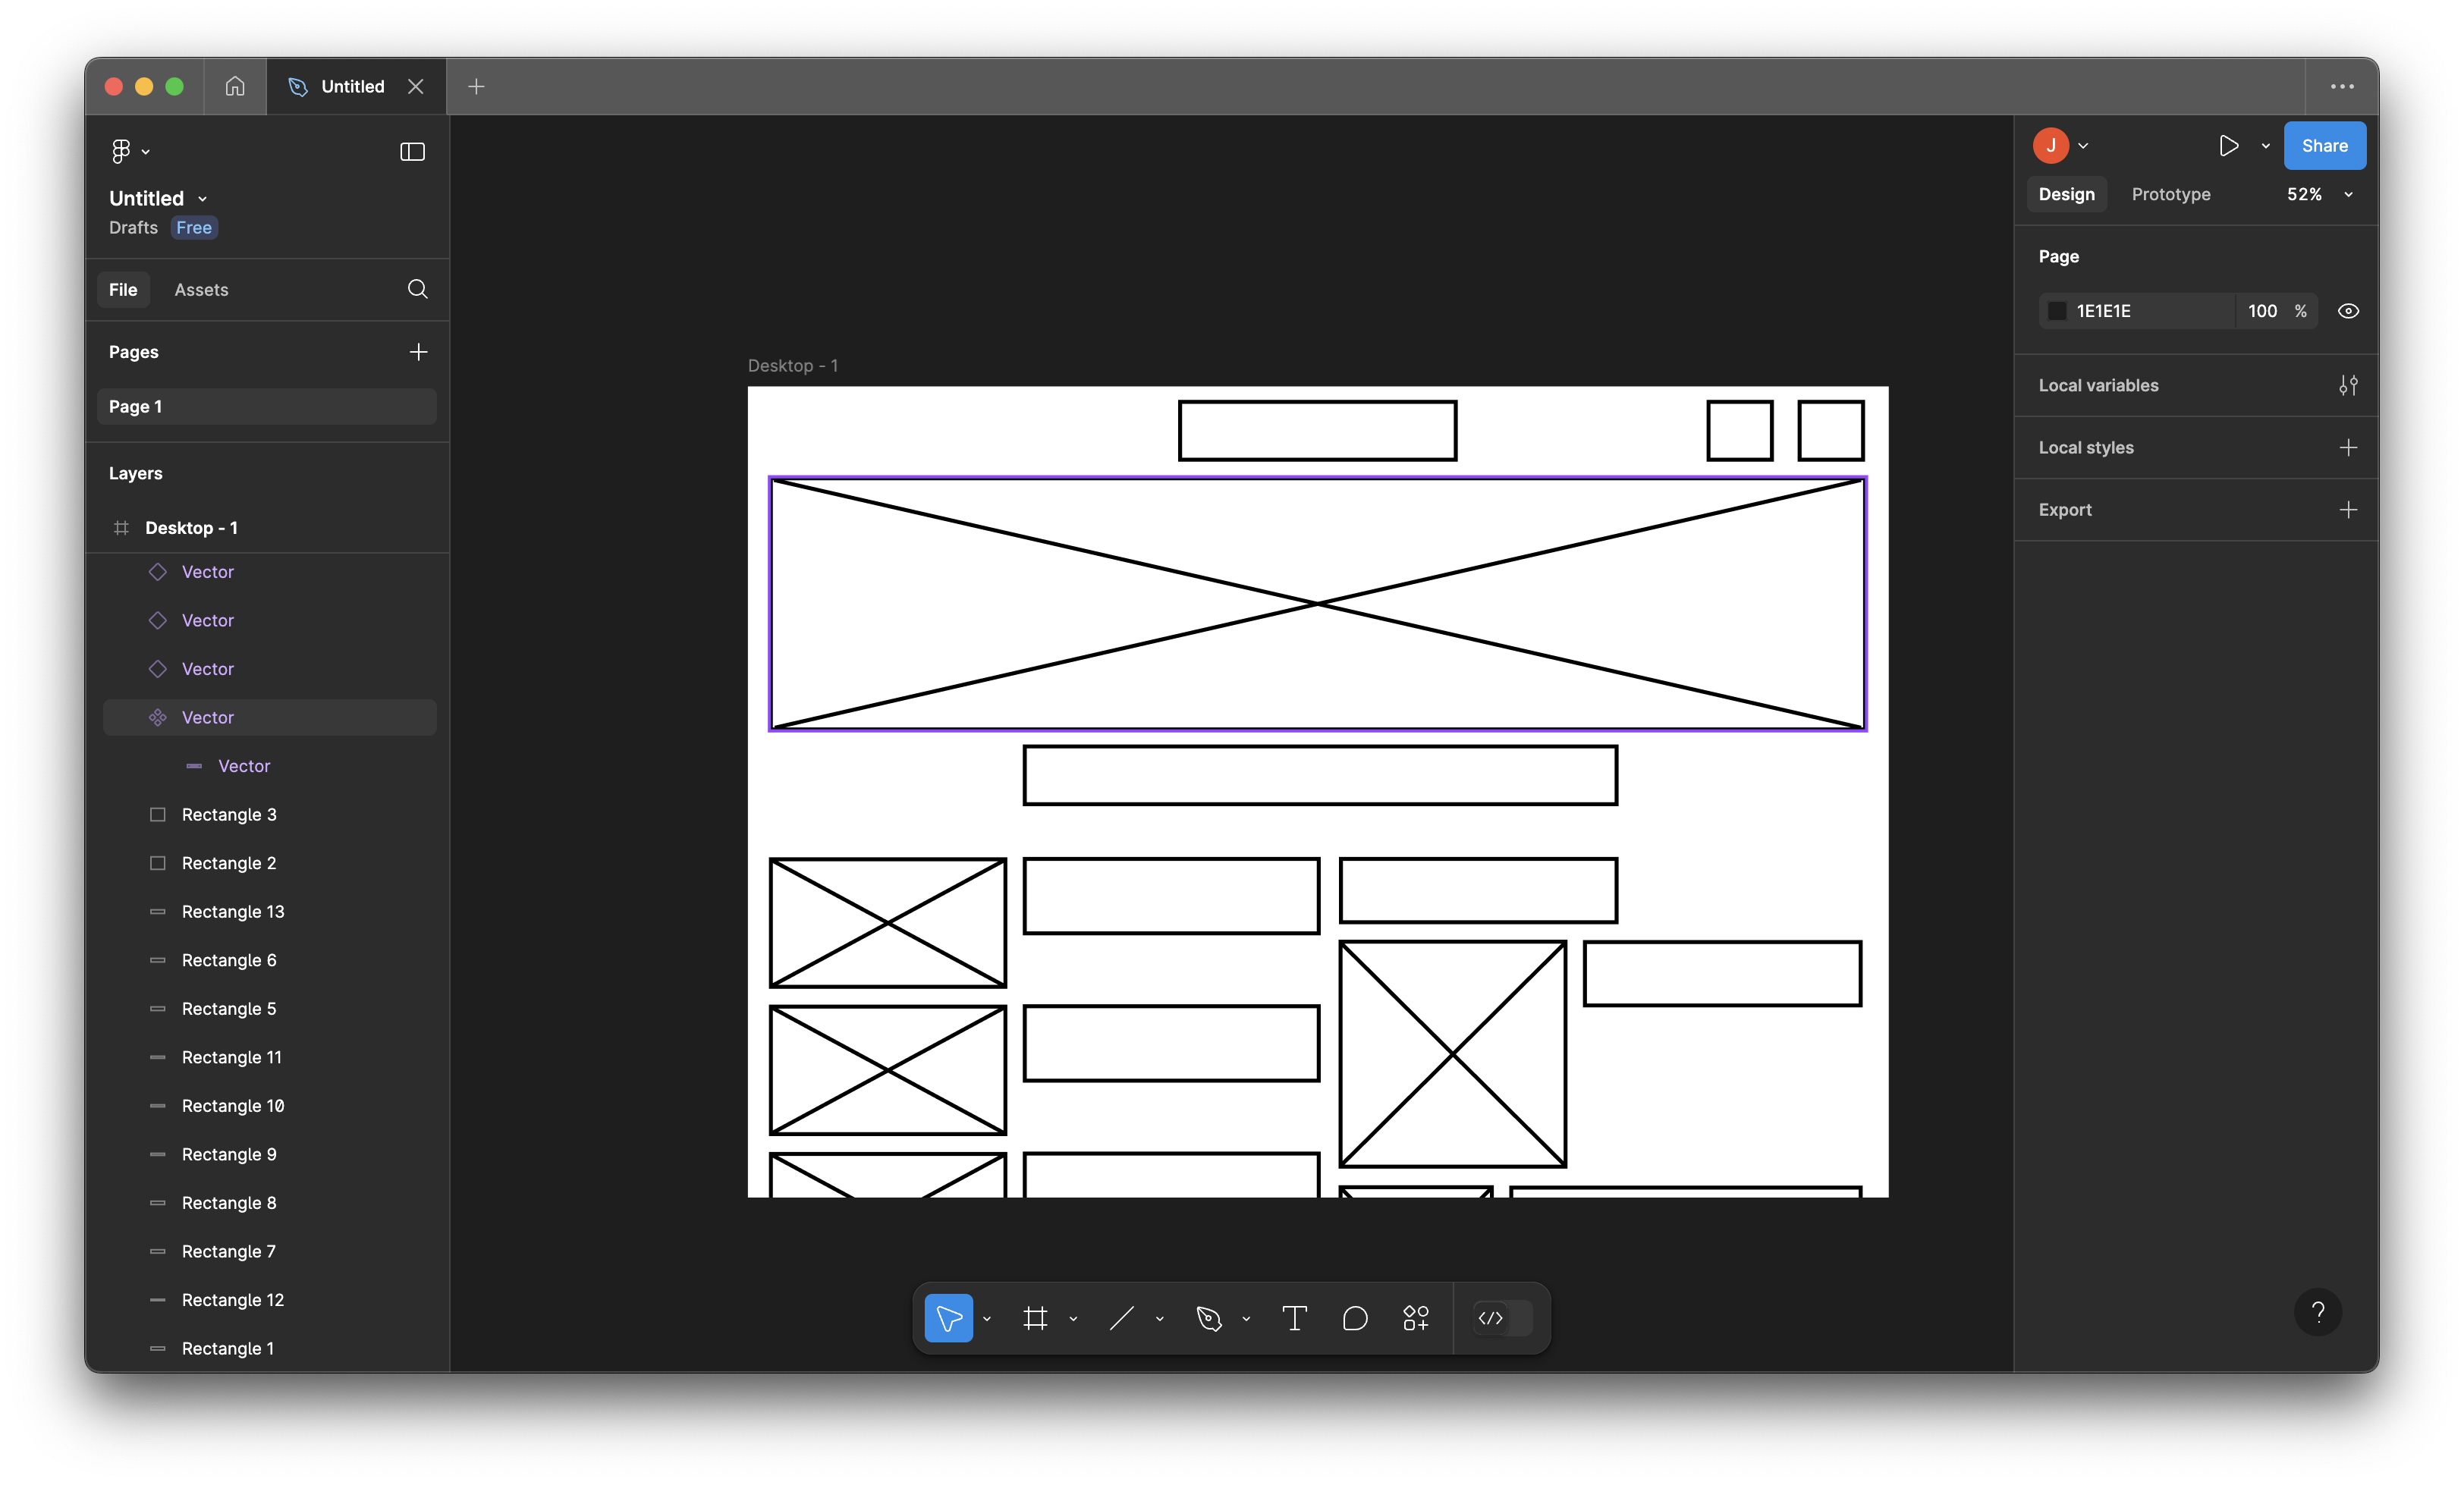 Untitled
Untitled
Drafts Free
File Assets
Pages
Page 1
Layers
Desktop - 1
Vector
Vector
Vector
Vector
Vector
Rectangle 3
Rectangle 2
Rectangle 13
Rectangle 6
Rectangle 5
Rectangle 11
Rectangle 10
Rectangle 9
Rectangle 8
Rectangle 7
Rectangle 12
Rectangle 1
Desktop - 1
J Share
Design Prototype 52%
Page
1E1E1E 100 %
Local variables
Local styles
Export
?